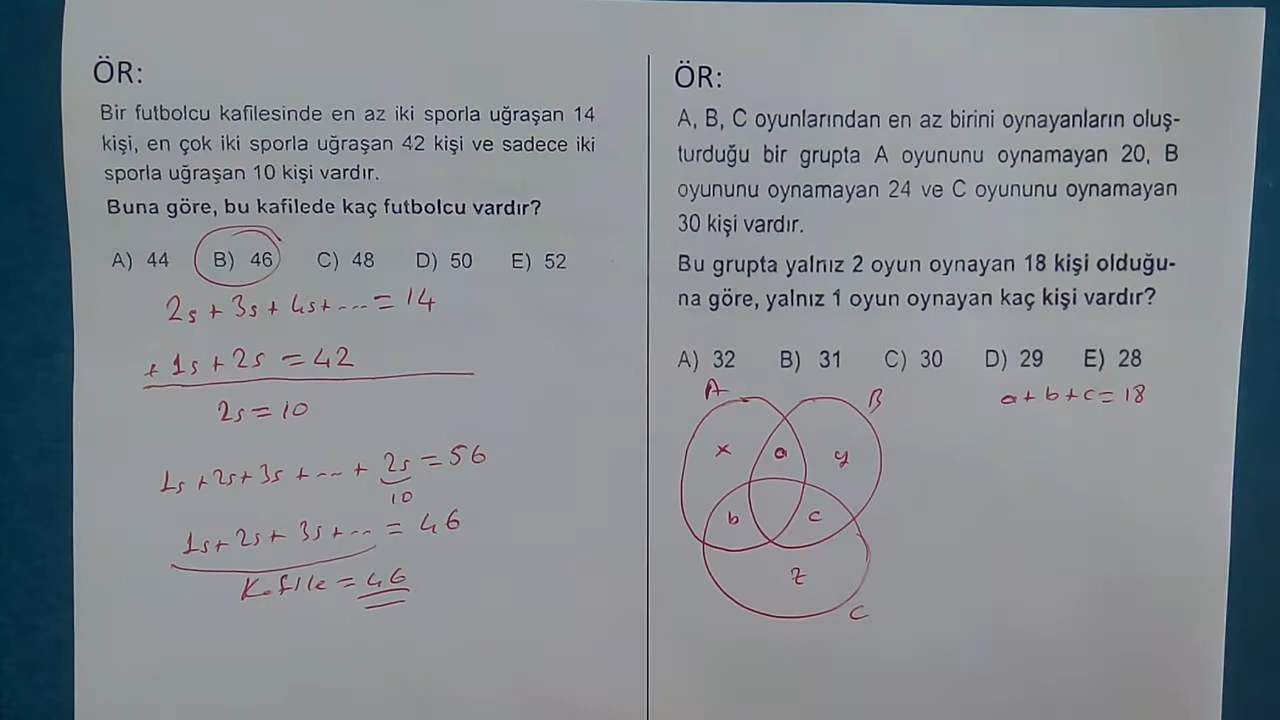 ÖR:
Bir futbolcu kafilesinde en az iki sporla uğraşan 14
kişi, en çok iki sporla uğraşan 42 kişi ve sadece iki
sporla uğraşan 10 kişi vardır.
Buna göre, bu kafilede kaç futbolcu vardır?
A) 44 B) 46 C) 48 D) 50 E) 52
2s + 3s + 4s + ... = 14
+ 1s + 2s = 42
2s = 10
1s + 2s + 3s + ... + 2s = 56
10
1s + 2s + 3s + ... = 46
Kafile = 46
ÖR:
A, B, C oyunlarından en az birini oynayanların oluş-
turduğu bir grupta A oyununu oynamayan 20, B
oyununu oynamayan 24 ve C oyununu oynamayan
30 kişi vardır.
Bu grupta yalnız 2 oyun oynayan 18 kişi olduğu-
na göre, yalnız 1 oyun oynayan kaç kişi vardır?
A) 32 B) 31 C) 30 D) 29 E) 28
a + b + c = 18
A B
x a y
b c
z
C